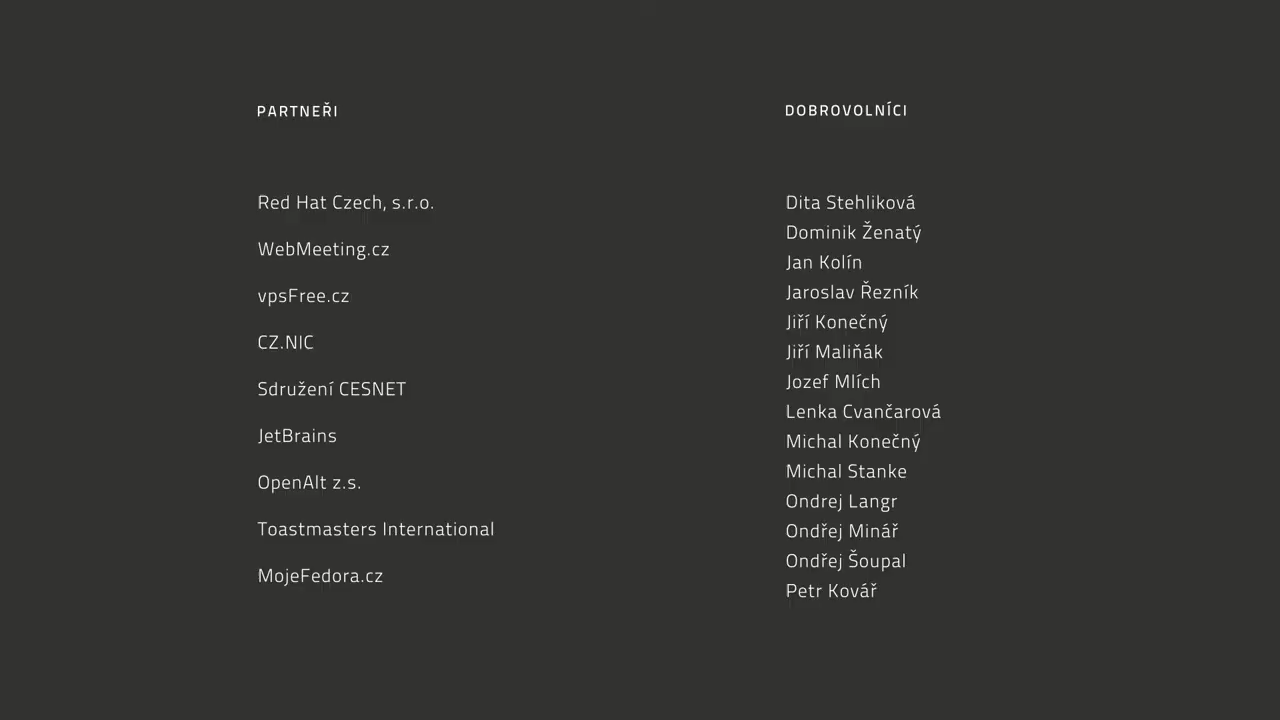 PARTNEŘI
Red Hat Czech, s.r.o.
WebMeeting.cz
vpsFree.cz
CZ.NIC
Sdružení CESNET
JetBrains
OpenAlt z.s.
Toastmasters International
MojeFedora.cz
DOBROVOLNÍCI
Dita Stehliková
Dominik Ženatý
Jan Kolín
Jaroslav Řezník
Jiří Konečný
Jiří Maliňák
Jozef Mlích
Lenka Cvančarová
Michal Konečný
Michal Stanke
Ondrej Langr
Ondřej Minář
Ondřej Šoupal
Petr Kovář